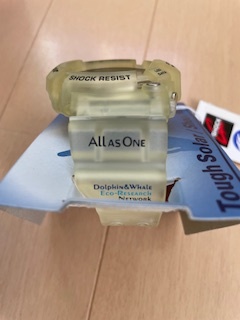 SHOCK RESIST
ALL AS ONE
DOLPHIN&WHALE
ECO-RESEARCH
NETWORK
Tough Solar